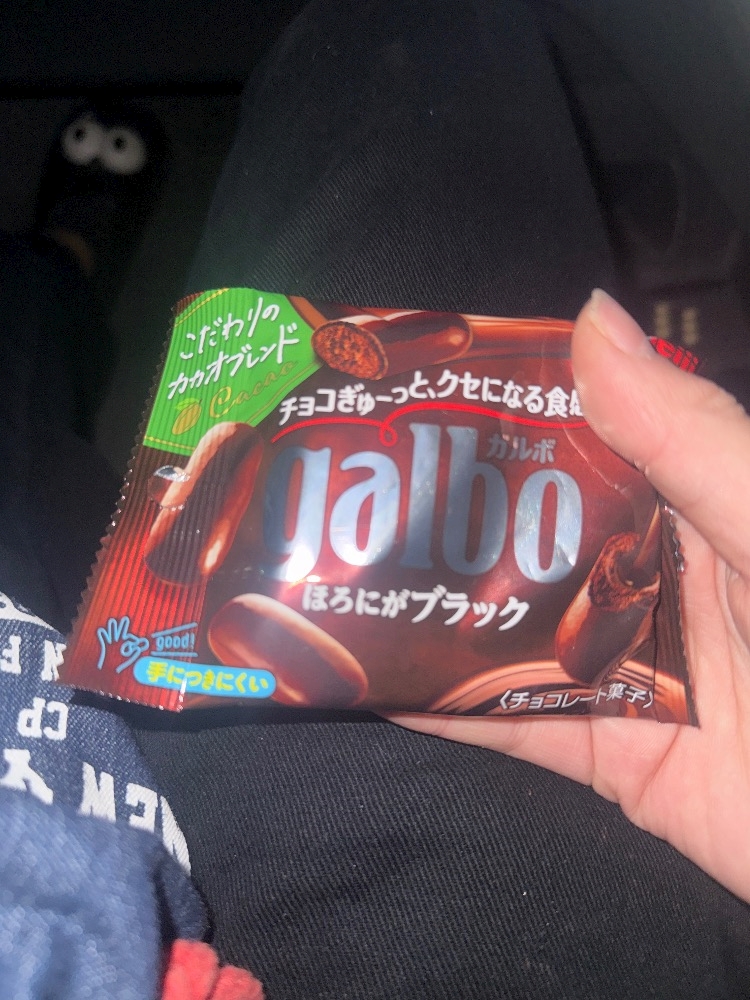 こだわりの
カカオブレンド
Cacao
チョコぎゅ〜っと、クセになる食感
ガルボ
galbo
ほろにがブラック
good!
手につきにくい
〈チョコレート菓子〉
NEW Y